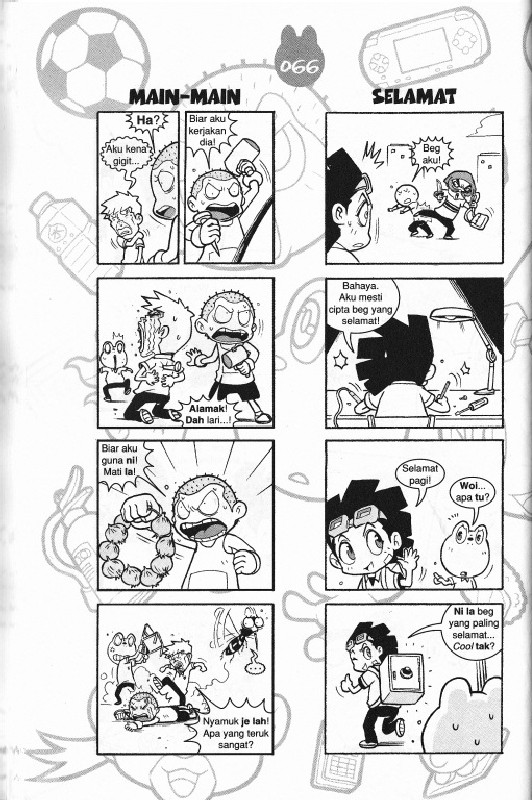 066
MAIN-MAIN
Ha?
Aku kena
gigit...
Biar aku
kerjakan
dia!
Alamak!
Dah lari...!
Biar aku
guna ni!
Mati la!
Nyamuk je lah!
Apa yang teruk
sangat?
SELAMAT
Beg
aku!
Bahaya.
Aku mesti
cipta beg yang
selamat!
Selamat
pagi!
Woi...
apa tu?
Ni la beg
yang paling
selamat...
Cool tak?